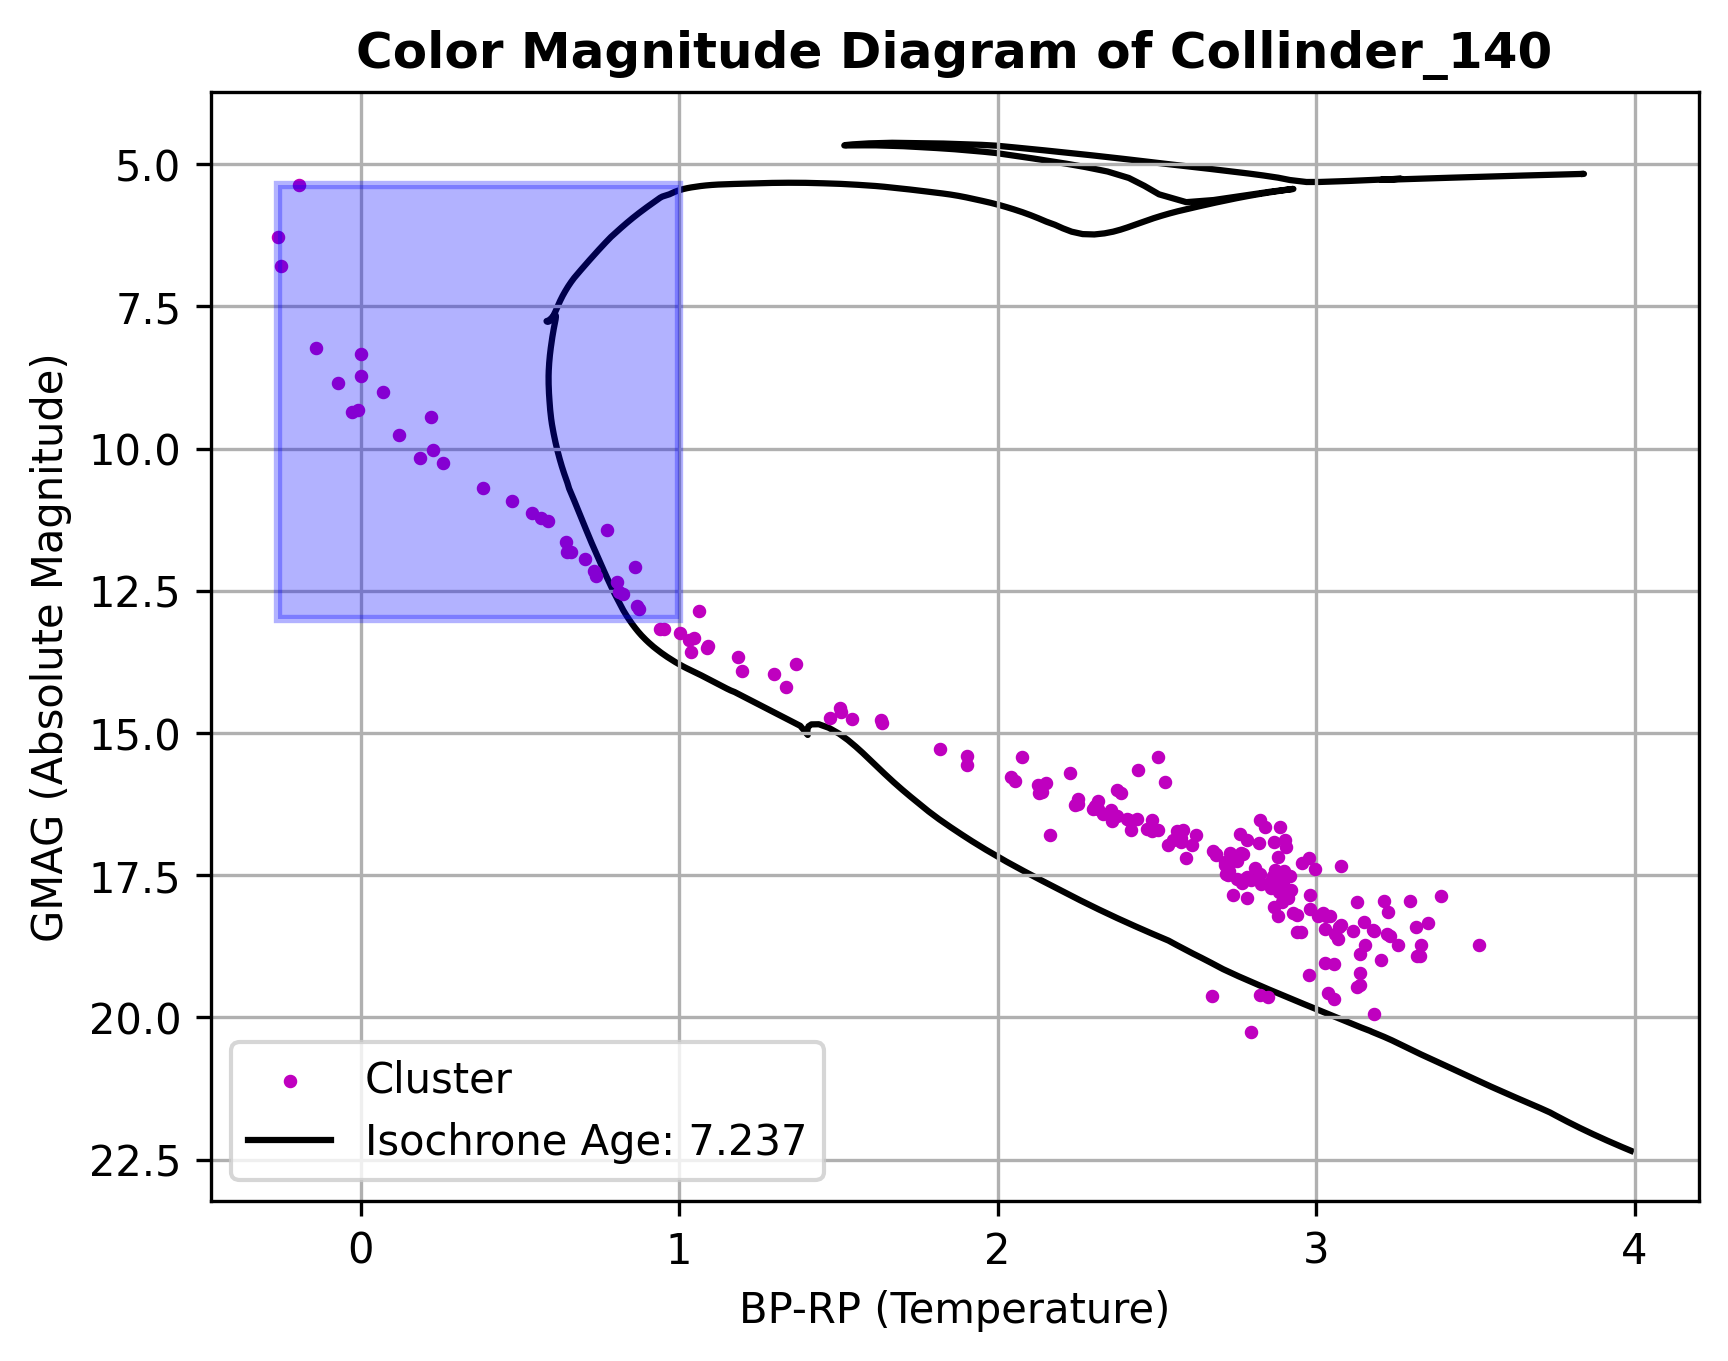 Color Magnitude Diagram of Collinder_140
GMAG (Absolute Magnitude)
5.0
7.5
10.0
12.5
15.0
17.5
20.0
22.5
Cluster
Isochrone Age: 7.237
0 1 2 3 4
BP-RP (Temperature)